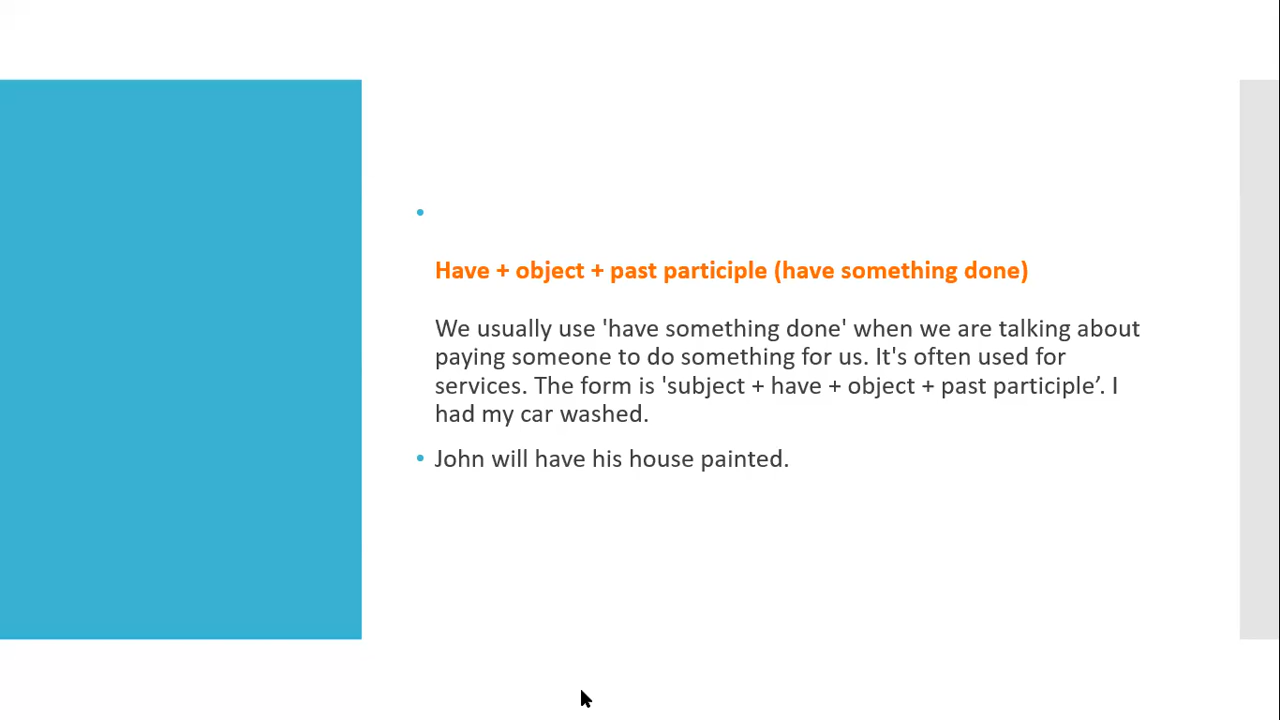 •
Have + object + past participle (have something done)
We usually use 'have something done' when we are talking about
paying someone to do something for us. It's often used for
services. The form is 'subject + have + object + past participle’. I
had my car washed.
• John will have his house painted.